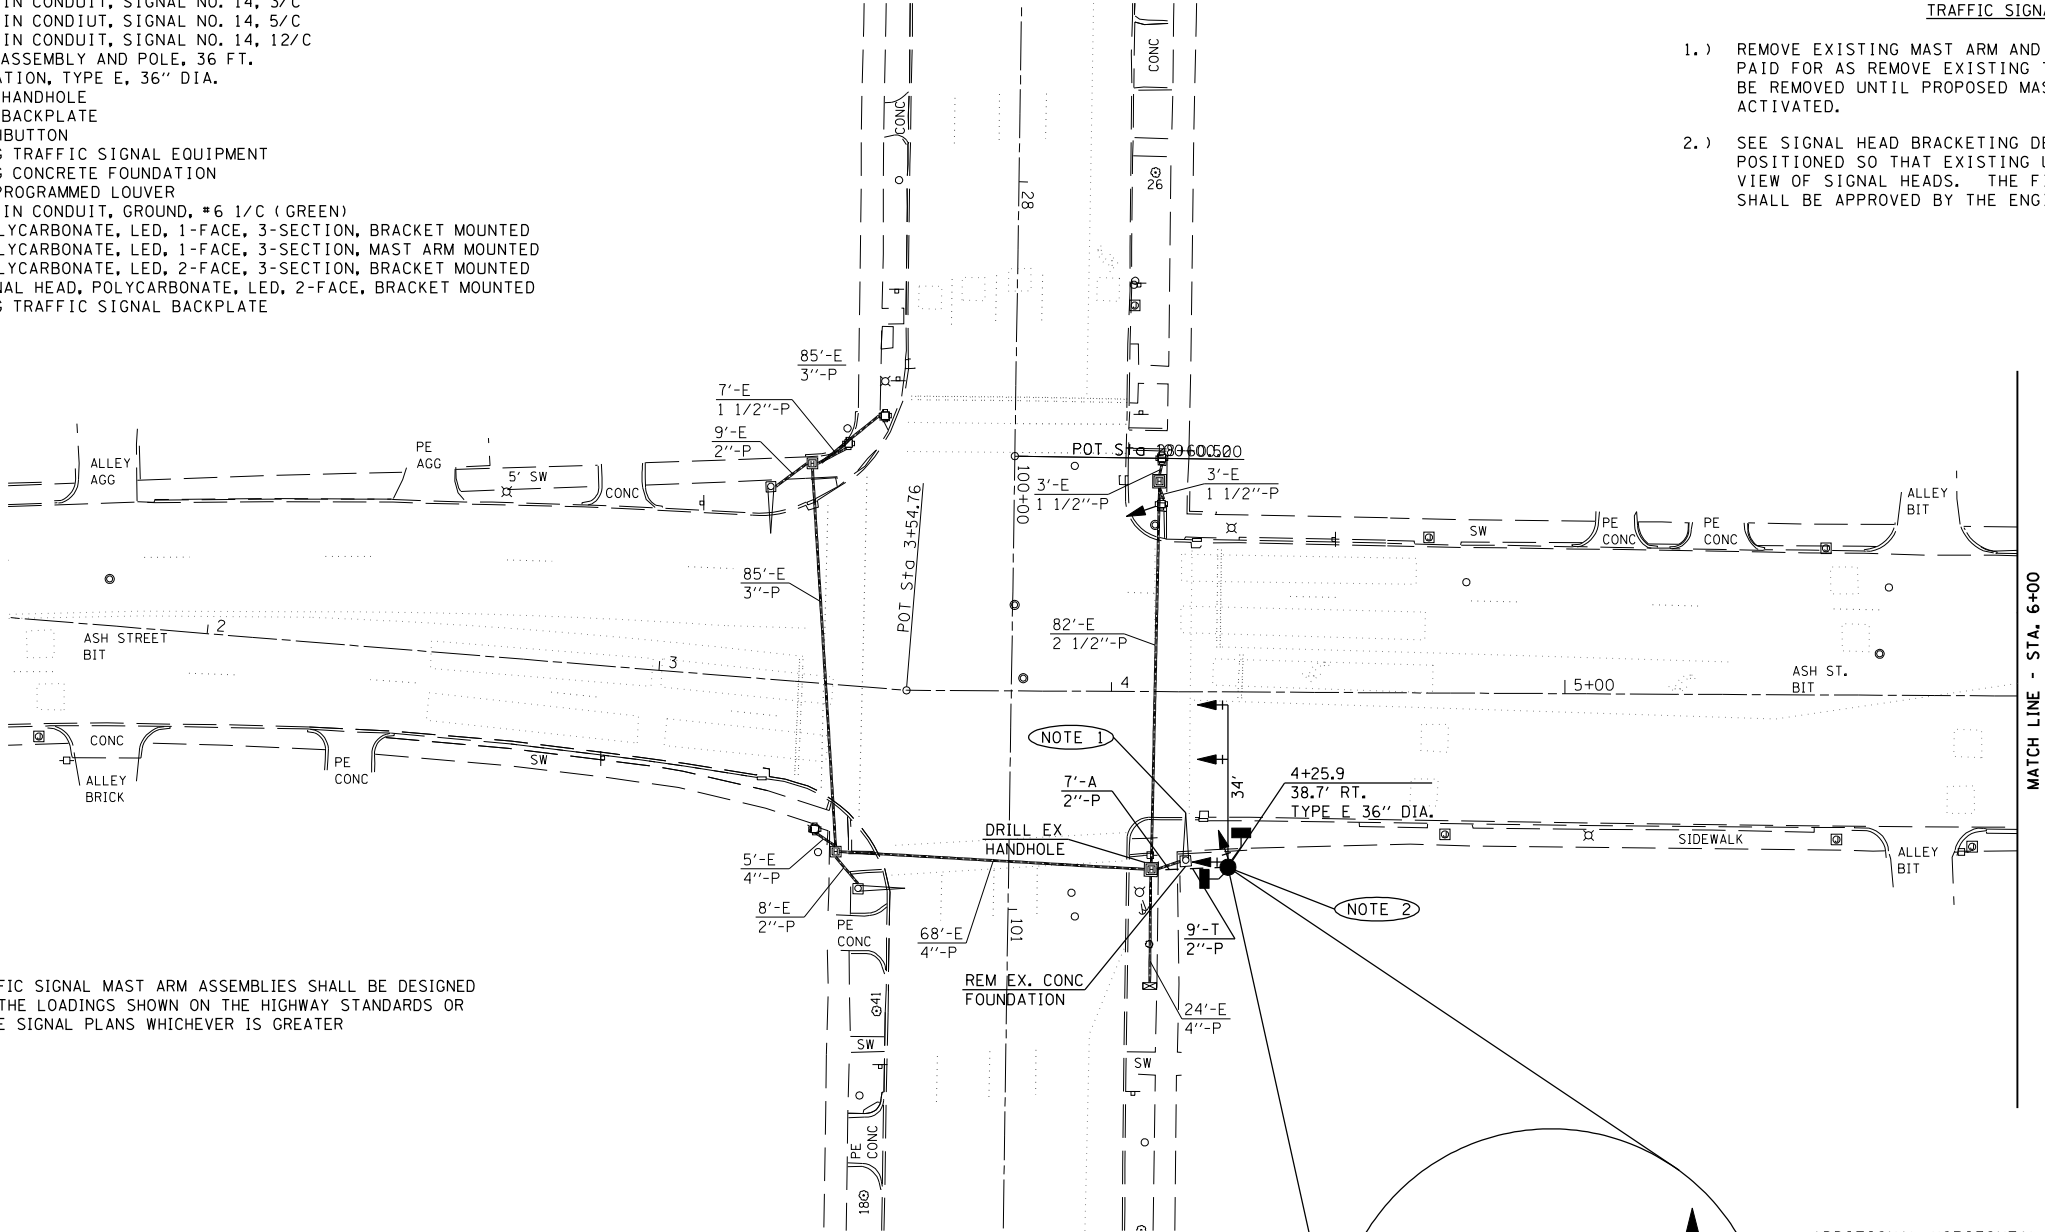 IN CONDUIT, SIGNAL NO. 14, 3/C
IN CONDIUT, SIGNAL NO. 14, 5/C
IN CONDUIT, SIGNAL NO. 14, 12/C
ASSEMBLY AND POLE, 36 FT.
ATION, TYPE E, 36" DIA.
HANDHOLE
BACKPLATE
HBUTTON
G TRAFFIC SIGNAL EQUIPMENT
G CONCRETE FOUNDATION
PROGRAMMED LOUVER
IN CONDUIT, GROUND, #6 1/C (GREEN)
LYCARBONATE, LED, 1-FACE, 3-SECTION, BRACKET MOUNTED
LYCARBONATE, LED, 1-FACE, 3-SECTION, MAST ARM MOUNTED
LYCARBONATE, LED, 2-FACE, 3-SECTION, BRACKET MOUNTED
NAL HEAD, POLYCARBONATE, LED, 2-FACE, BRACKET MOUNTED
G TRAFFIC SIGNAL BACKPLATE
TRAFFIC SIGNA
1.) REMOVE EXISTING MAST ARM AND
PAID FOR AS REMOVE EXISTING T
BE REMOVED UNTIL PROPOSED MAS
ACTIVATED.
2.) SEE SIGNAL HEAD BRACKETING DE
POSITIONED SO THAT EXISTING U
VIEW OF SIGNAL HEADS. THE FI
SHALL BE APPROVED BY THE ENGI
CONC
CONC
26
28
85'-E
3"-P
7'-E
1 1/2"-P
9'-E
2"-P
ALLEY
AGG
PE
AGG
5' SW
CONC
POT Sta
100+00
3'-E
1 1/2"-P
3'-E
1 1/2"-P
POT Sta 3+54.76
SW
PE
CONC
PE
CONC
ALLEY
BIT
85'-E
3"-P
82'-E
2 1/2"-P
2
ASH STREET
BIT
3
4
5+00
ASH ST.
BIT
MATCH LINE - STA. 6+00
CONC
ALLEY
BRICK
PE
CONC
SW
NOTE 1
34'
4+25.9
38.7' RT.
TYPE E 36" DIA.
7'-A
2"-P
DRILL EX
HANDHOLE
SIDEWALK
ALLEY
BIT
5'-E
4"-P
8'-E
2"-P
PE
CONC
68'-E
4"-P
101
9'-T
2"-P
NOTE 2
REM EX. CONC
FOUNDATION
24'-E
4"-P
FIC SIGNAL MAST ARM ASSEMBLIES SHALL BE DESIGNED
THE LOADINGS SHOWN ON THE HIGHWAY STANDARDS OR
E SIGNAL PLANS WHICHEVER IS GREATER
41
SW
SW
PE
CONC
18